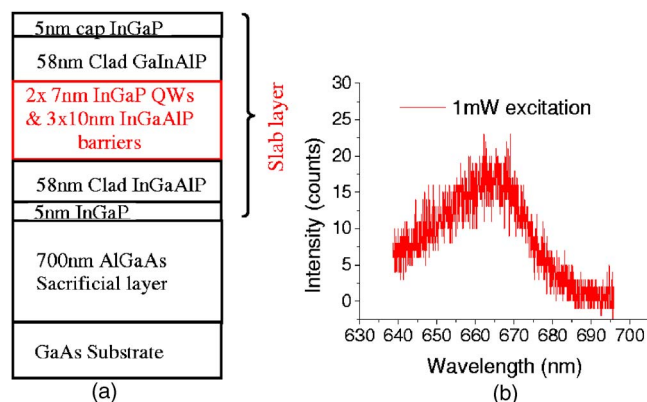 5nm cap InGaP
58nm Clad GaInAlP
2x 7nm InGaP QWs
& 3x10nm InGaAlP
barriers
58nm Clad InGaAlP
5nm InGaP
700nm AlGaAs
Sacrificial layer
GaAs Substrate
(a)
Slab layer
30
25
20
15
10
5
0
Intensity (counts)
1mW excitation
630 640 650 660 670 680 690 700
Wavelength (nm)
(b)